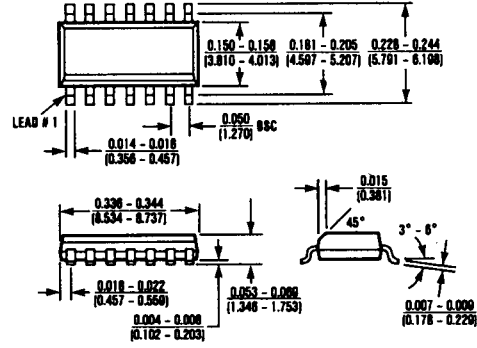 0.150 – 0.158
(3.810 – 4.013)
0.181 – 0.205
(4.597 – 5.207)
0.228 – 0.244
(5.791 – 6.198)
LEAD # 1
0.050
(1.270)
BSC
0.014 – 0.018
(0.356 – 0.457)
0.336 – 0.344
(8.534 – 8.737)
0.015
(0.381)
45°
3° - 6°
0.018 – 0.022
(0.457 – 0.559)
0.053 – 0.069
(1.346 – 1.753)
0.004 – 0.008
(0.102 – 0.203)
0.007 – 0.009
(0.178 – 0.229)